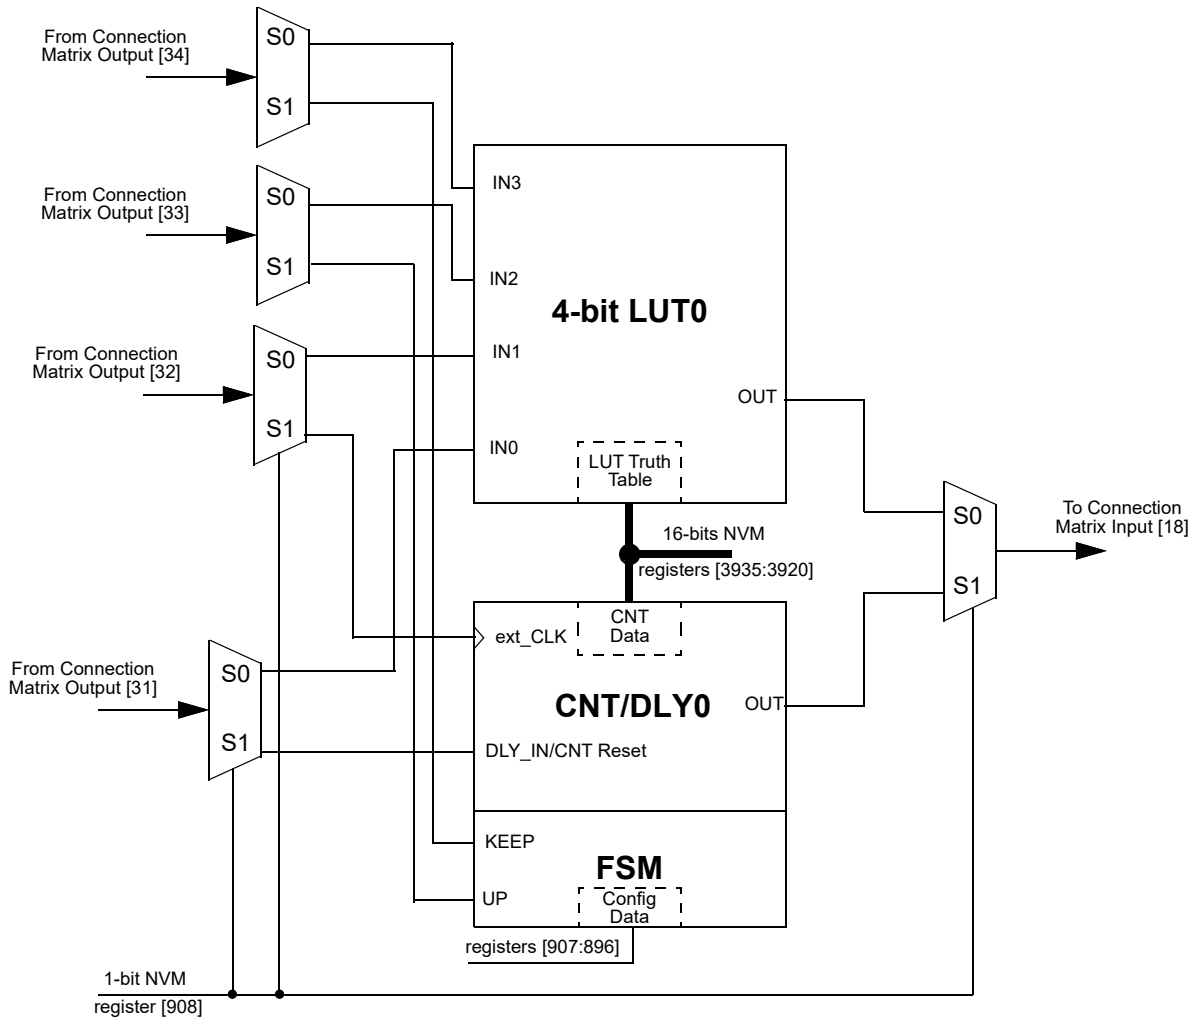 From Connection
Matrix Output [34]
S0
S1
From Connection
Matrix Output [33]
S0
S1
From Connection
Matrix Output [32]
S0
S1
From Connection
Matrix Output [31]
S0
S1
IN3
IN2
IN1
IN0
4-bit LUT0
OUT
LUT Truth
Table
16-bits NVM
registers [3935:3920]
CNT
Data
ext_CLK
CNT/DLY0
OUT
DLY_IN/CNT Reset
KEEP
FSM
UP
Config
Data
registers [907:896]
S0
S1
To Connection
Matrix Input [18]
1-bit NVM
register [908]